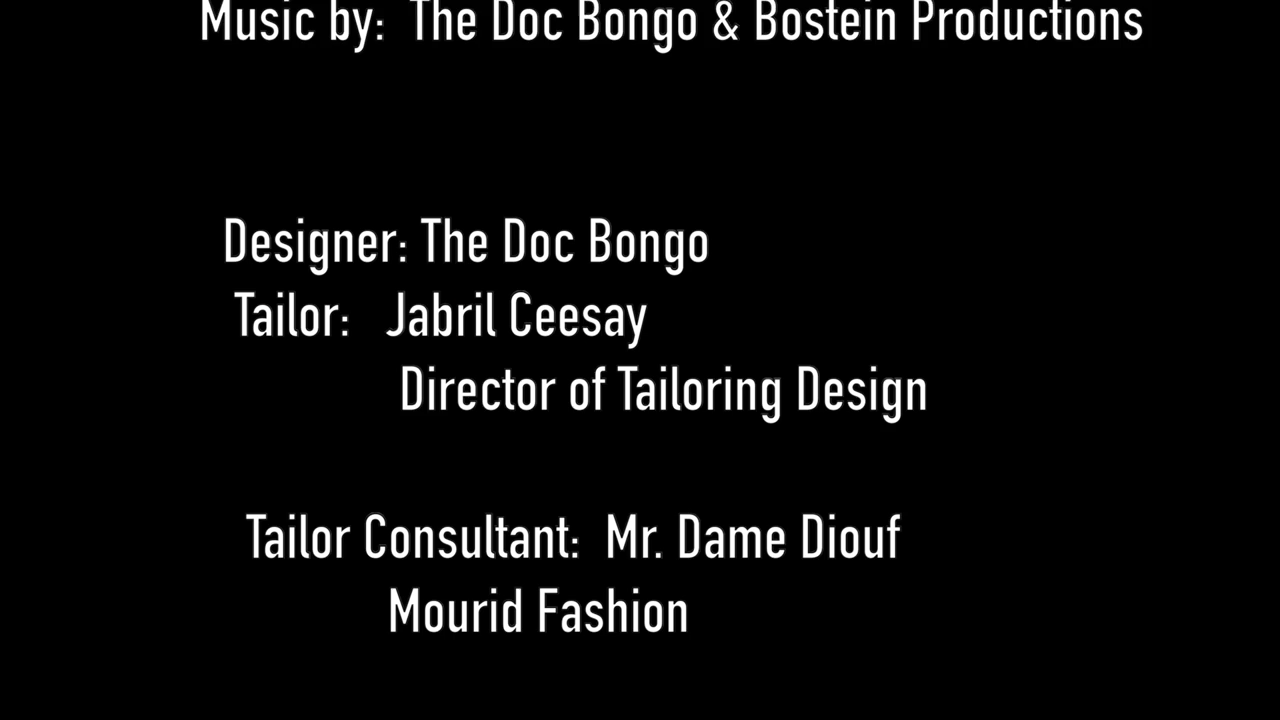 Music by: The Doc Bongo & Bostein Productions
Designer: The Doc Bongo
Tailor: Jabril Ceesay
Director of Tailoring Design
Tailor Consultant: Mr. Dame Diouf
Mourid Fashion